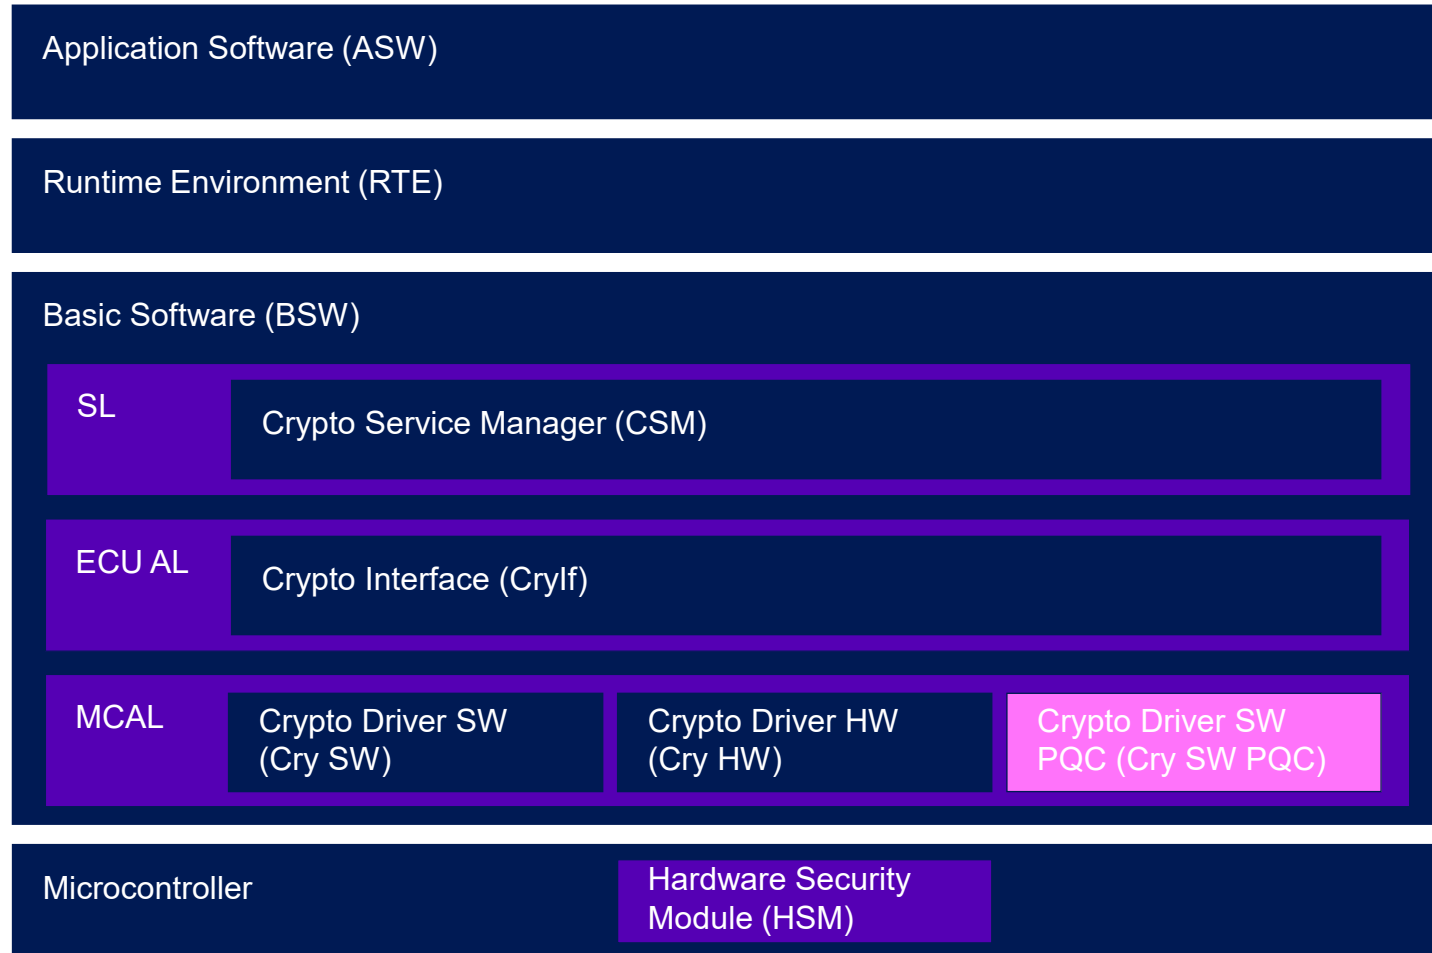 Application Software (ASW)
Runtime Environment (RTE)
Basic Software (BSW)
SL
Crypto Service Manager (CSM)
ECU AL
Crypto Interface (CryIf)
MCAL
Crypto Driver SW
(Cry SW)
Crypto Driver HW
(Cry HW)
Crypto Driver SW
PQC (Cry SW PQC)
Microcontroller
Hardware Security
Module (HSM)